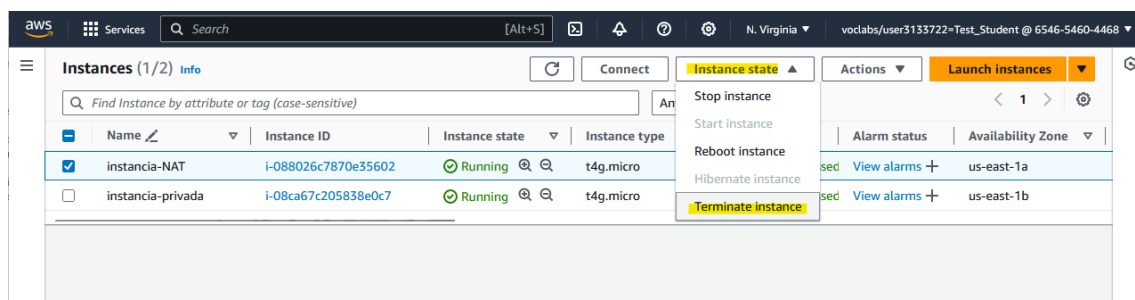 aws Services Search [Alt+S] N. Virginia ▼ voclabs/user3133722=Test_Student @ 6546-5460-4468 ▼
Instances (1/2) Info Connect Instance state ▲ Actions ▼ Launch instances ▼
Find Instance by attribute or tag (case-sensitive) < 1 >
Stop instance
Start instance
Name Instance ID Instance state Instance type Alarm status Availability Zone
Reboot instance
instancia-NAT i-088026c7870e35602 Running t4g.micro View alarms + us-east-1a
Hibernate instance
instancia-privada i-08ca67c205838e0c7 Running t4g.micro View alarms + us-east-1b
Terminate instance